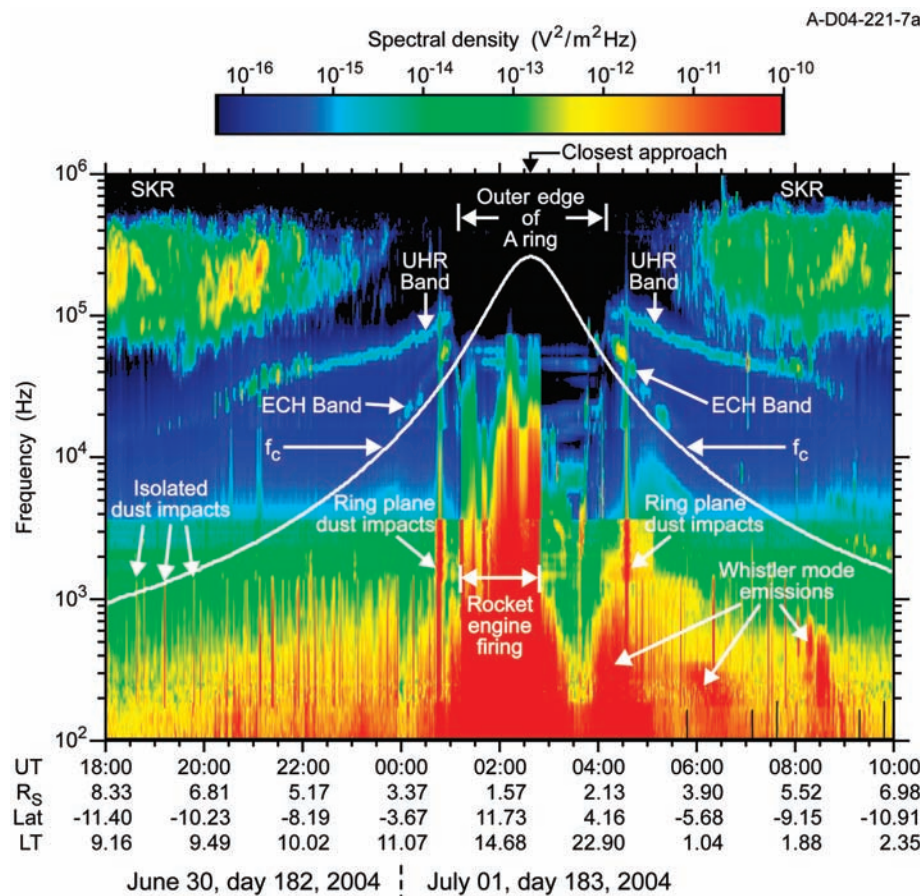 A-D04-221-7a
Spectral density (V²/m²Hz)
10⁻¹⁶ 10⁻¹⁵ 10⁻¹⁴ 10⁻¹³ 10⁻¹² 10⁻¹¹ 10⁻¹⁰
Closest approach
10⁶
SKR
Outer edge
of
A ring
SKR
UHR
Band
UHR
Band
10⁵
ECH Band
ECH Band
Frequency (Hz)
f_c
f_c
10⁴
Isolated
dust impacts
Ring plane
dust impacts
Ring plane
dust impacts
Whistler mode
emissions
10³
Rocket
engine
firing
10²
UT 18:00 20:00 22:00 00:00 02:00 04:00 06:00 08:00 10:00
R_S 8.33 6.81 5.17 3.37 1.57 2.13 3.90 5.52 6.98
Lat -11.40 -10.23 -8.19 -3.67 11.73 4.16 -5.68 -9.15 -10.91
LT 9.16 9.49 10.02 11.07 14.68 22.90 1.04 1.88 2.35
June 30, day 182, 2004 July 01, day 183, 2004